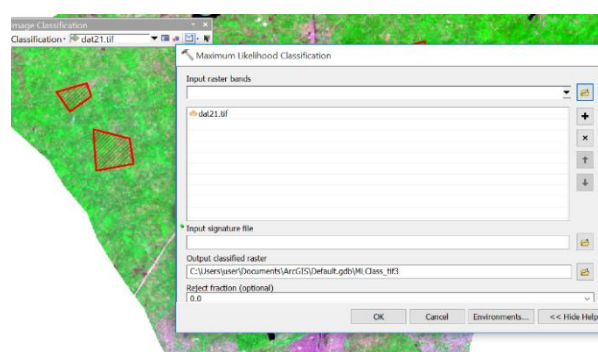 Image Classification
Classification dat21.tif
Maximum Likelihood Classification
Input raster bands
dat21.tif
Input signature file
Output classified raster
C:\Users\user\Documents\ArcGIS\Default.gdb\MLClass_tif3
Reject fraction (optional)
0.0
OK Cancel Environments... << Hide Help